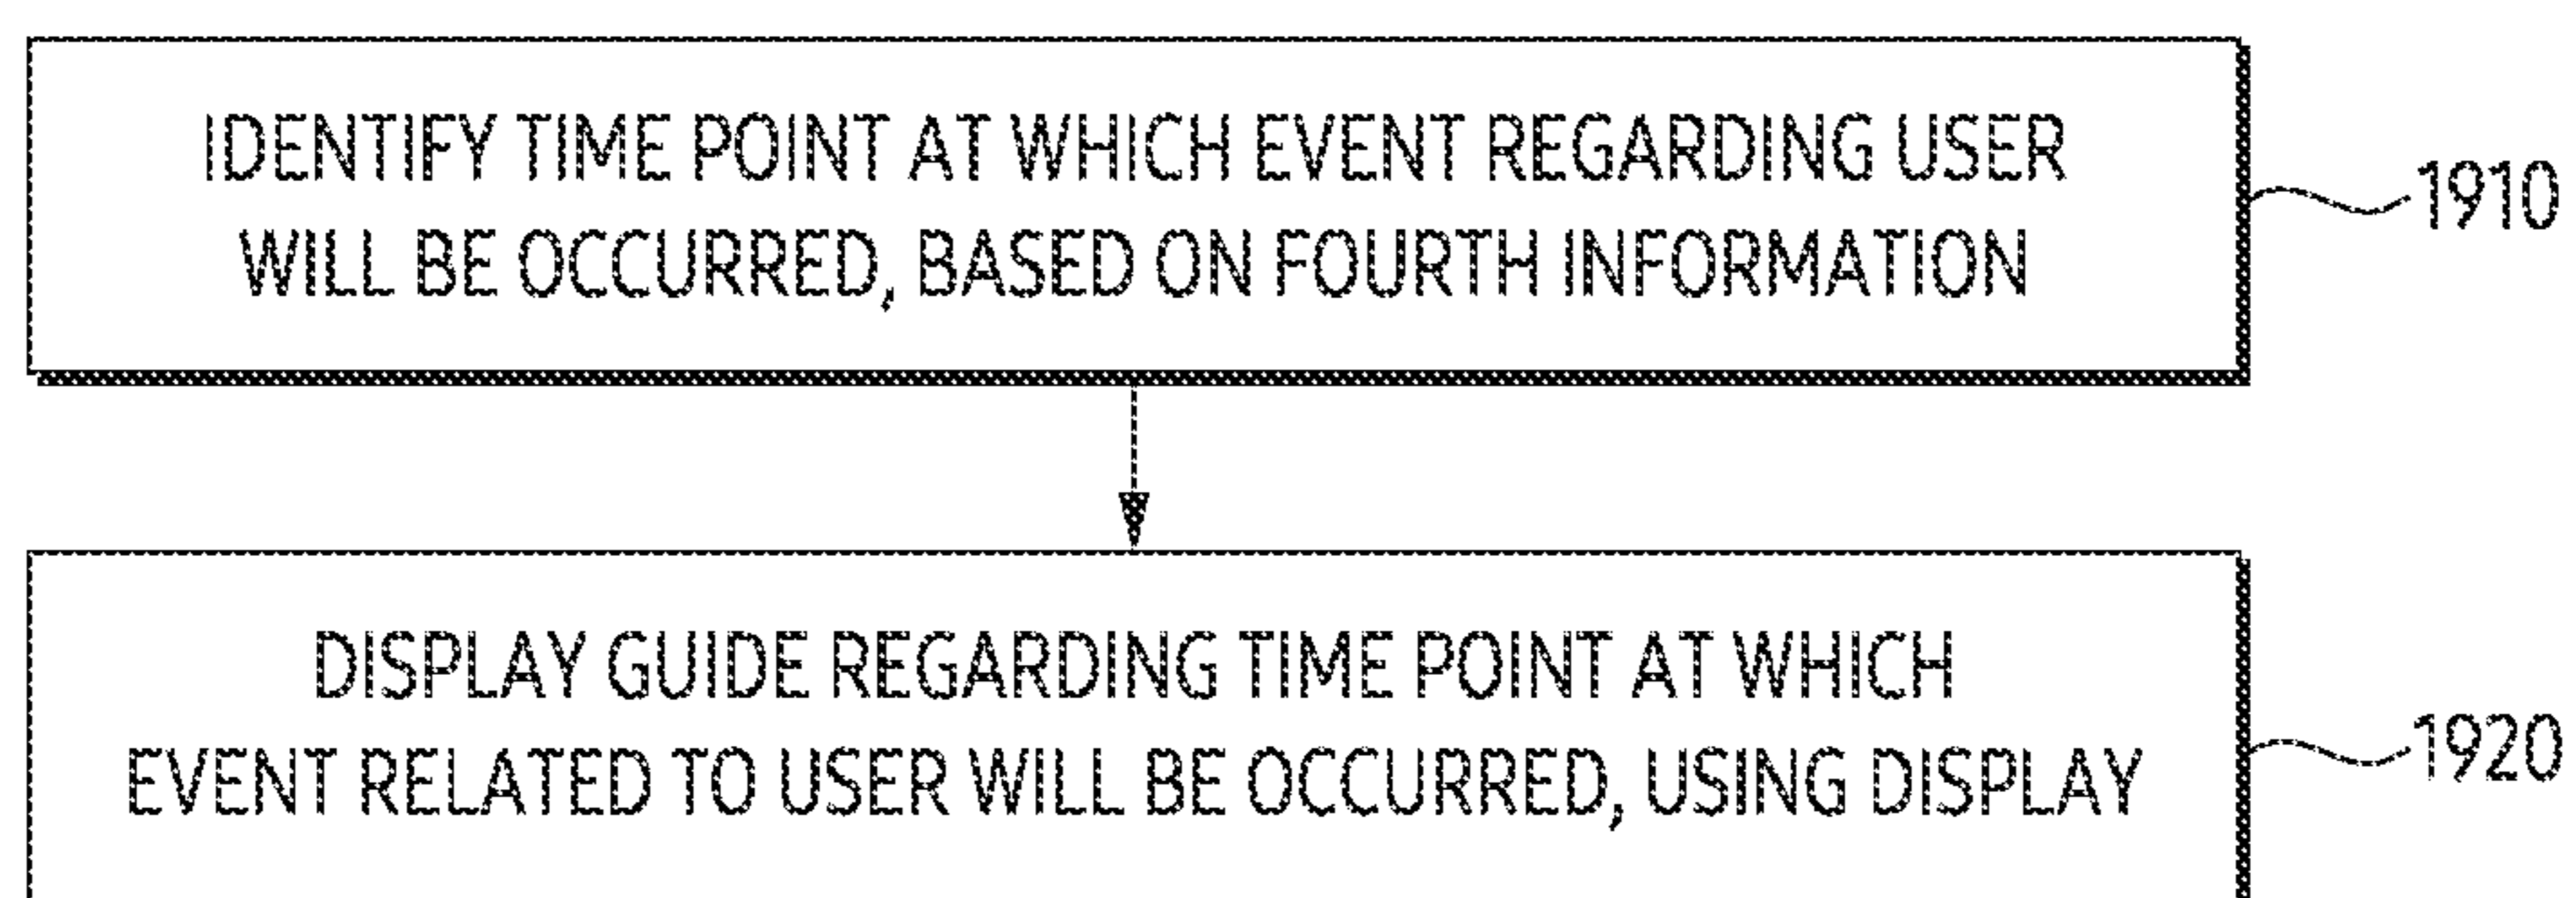 IDENTIFY TIME POINT AT WHICH EVENT REGARDING USER
WILL BE OCCURRED, BASED ON FOURTH INFORMATION
1910
DISPLAY GUIDE REGARDING TIME POINT AT WHICH
EVENT RELATED TO USER WILL BE OCCURRED, USING DISPLAY
1920